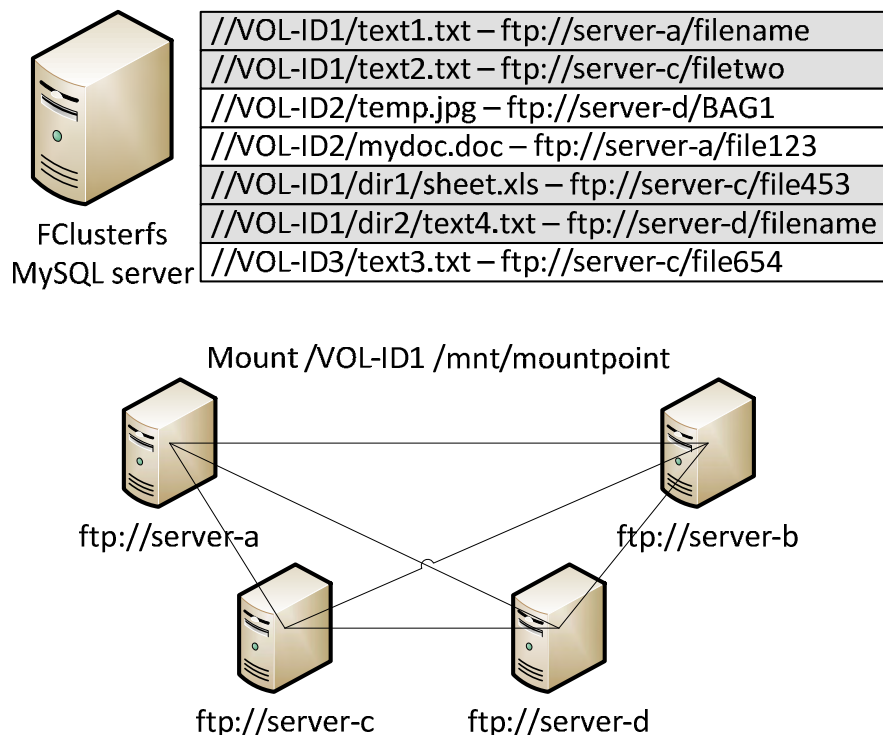 //VOL-ID1/text1.txt – ftp://server-a/filename
//VOL-ID1/text2.txt – ftp://server-c/filetwo
//VOL-ID2/temp.jpg – ftp://server-d/BAG1
//VOL-ID2/mydoc.doc – ftp://server-a/file123
//VOL-ID1/dir1/sheet.xls – ftp://server-c/file453
//VOL-ID1/dir2/text4.txt – ftp://server-d/filename
//VOL-ID3/text3.txt – ftp://server-c/file654
FClusterfs
MySQL server
Mount /VOL-ID1 /mnt/mountpoint
ftp://server-a
ftp://server-b
ftp://server-c
ftp://server-d